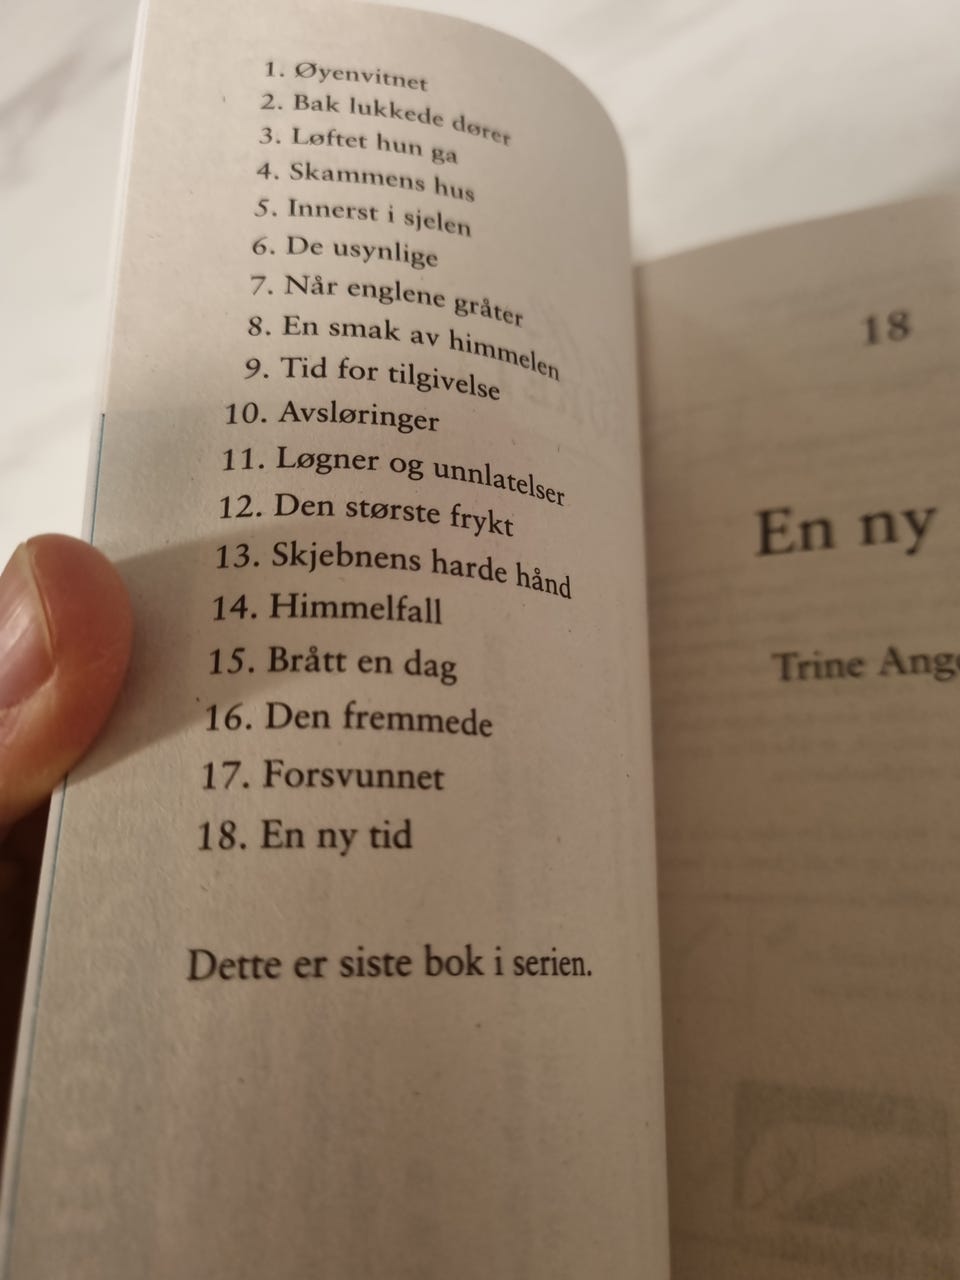 1. Øyenvitnet
2. Bak lukkede dører
3. Løftet hun ga
4. Skammens hus
5. Innerst i sjelen
6. De usynlige
7. Når englene gråter
8. En smak av himmelen
9. Tid for tilgivelse
10. Avsløringer
11. Løgner og unnlatelser
12. Den største frykt
13. Skjebnens harde hånd
14. Himmelfall
15. Brått en dag
16. Den fremmede
17. Forsvunnet
18. En ny tid
Dette er siste bok i serien.
18
En ny
Trine